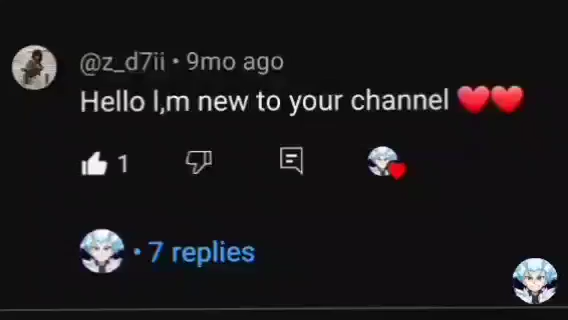 @z_d7ii • 9mo ago
Hello l,m new to your channel ❤️❤️
1
• 7 replies